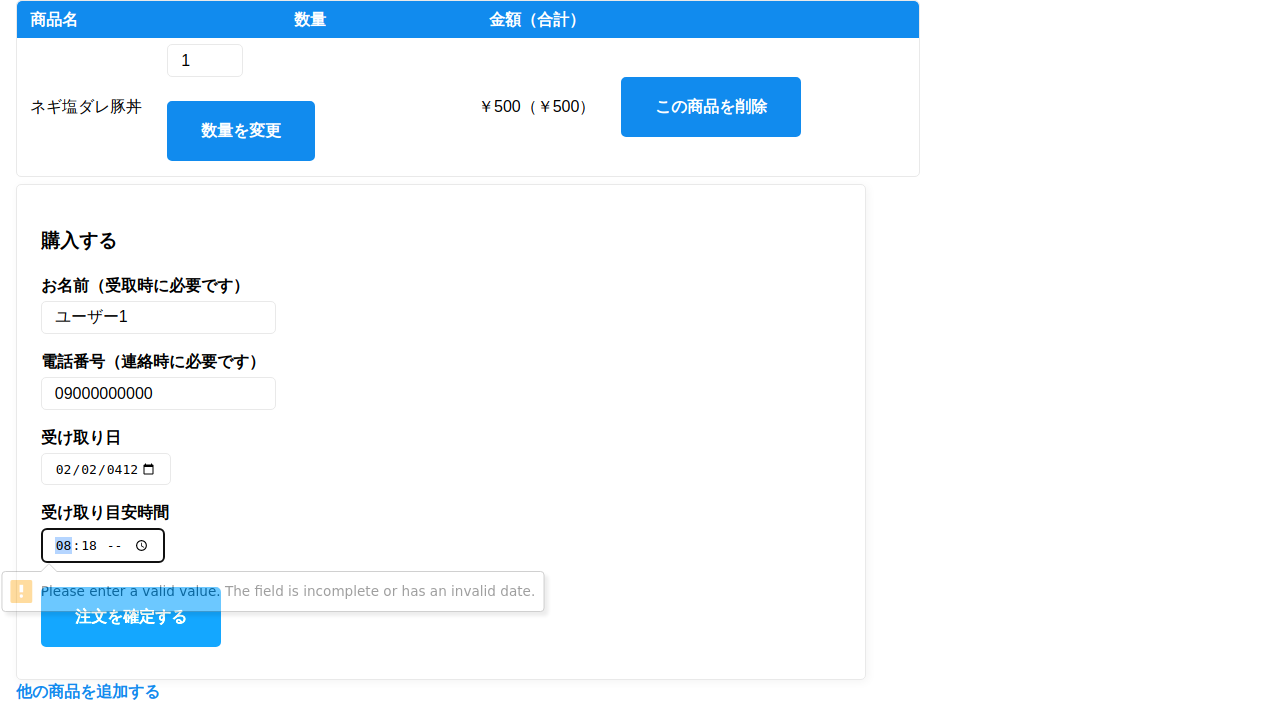 商品名 数量 金額（合計）
1
ネギ塩ダレ豚丼 ￥500（￥500） この商品を削除
数量を変更
購入する
お名前（受取時に必要です）
ユーザー1
電話番号（連絡時に必要です）
09000000000
受け取り日
02/02/0412
受け取り目安時間
08:18 --
Please enter a valid value. The field is incomplete or has an invalid date.
注文を確定する
他の商品を追加する